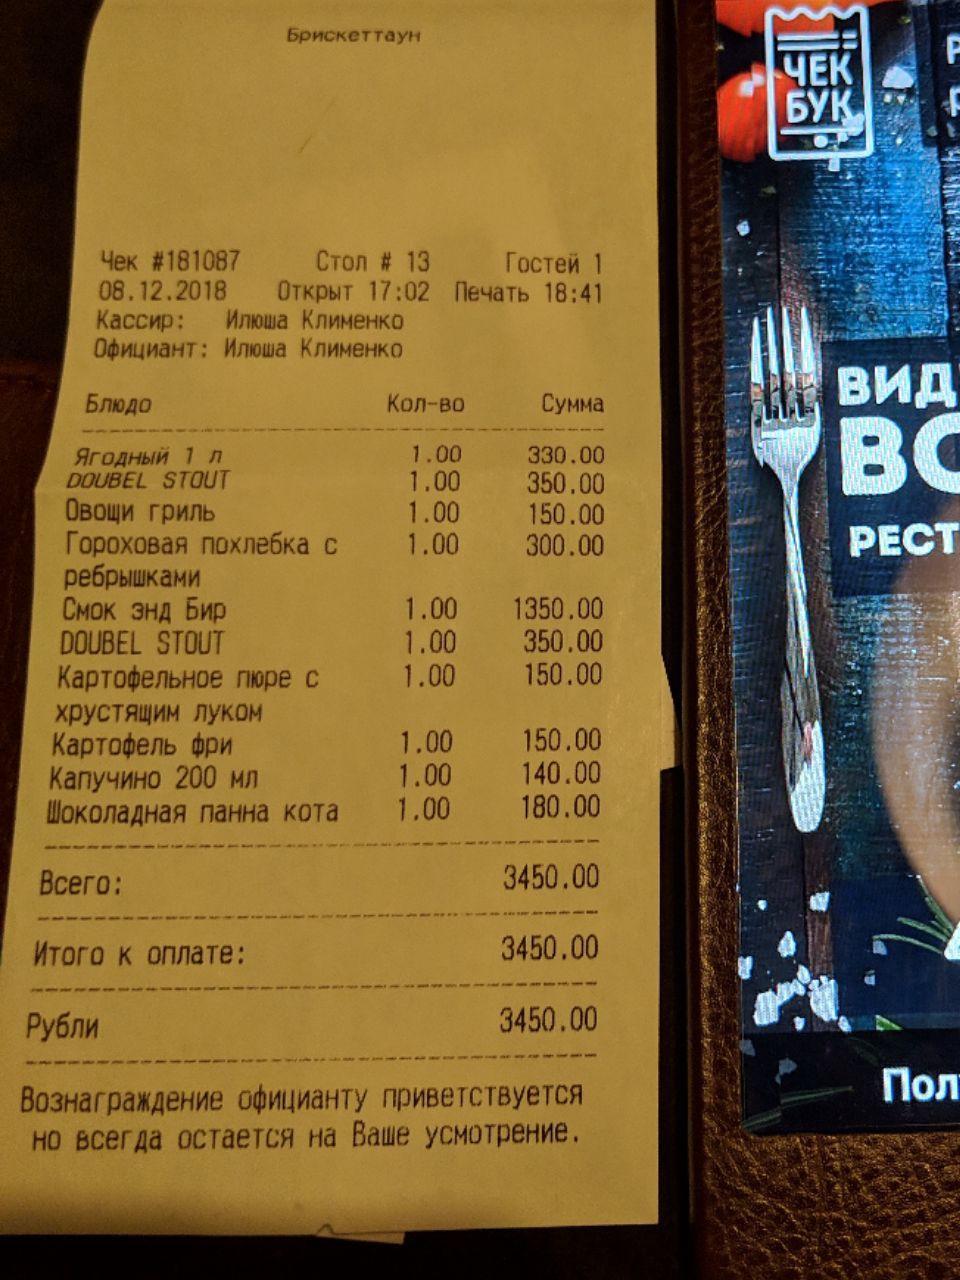 Брискеттаун
Чек #181087 Стол # 13 Гостей 1
08.12.2018 Открыт 17:02 Печать 18:41
Кассир: Илюша Клименко
Официант: Илюша Клименко
Блюдо Кол-во Сумма
Ягодный 1 л 1.00 330.00
DOUBEL STOUT 1.00 350.00
Овощи гриль 1.00 150.00
Гороховая похлебка с 1.00 300.00
ребрышками
Смок энд Бир 1.00 1350.00
DOUBEL STOUT 1.00 350.00
Картофельное пюре с 1.00 150.00
хрустящим луком
Картофель фри 1.00 150.00
Капучино 200 мл 1.00 140.00
Шоколадная панна кота 1.00 180.00
Всего: 3450.00
Итого к оплате: 3450.00
Рубли 3450.00
Вознаграждение официанту приветствуется
но всегда остается на Ваше усмотрение.
ЧЕК
БУК